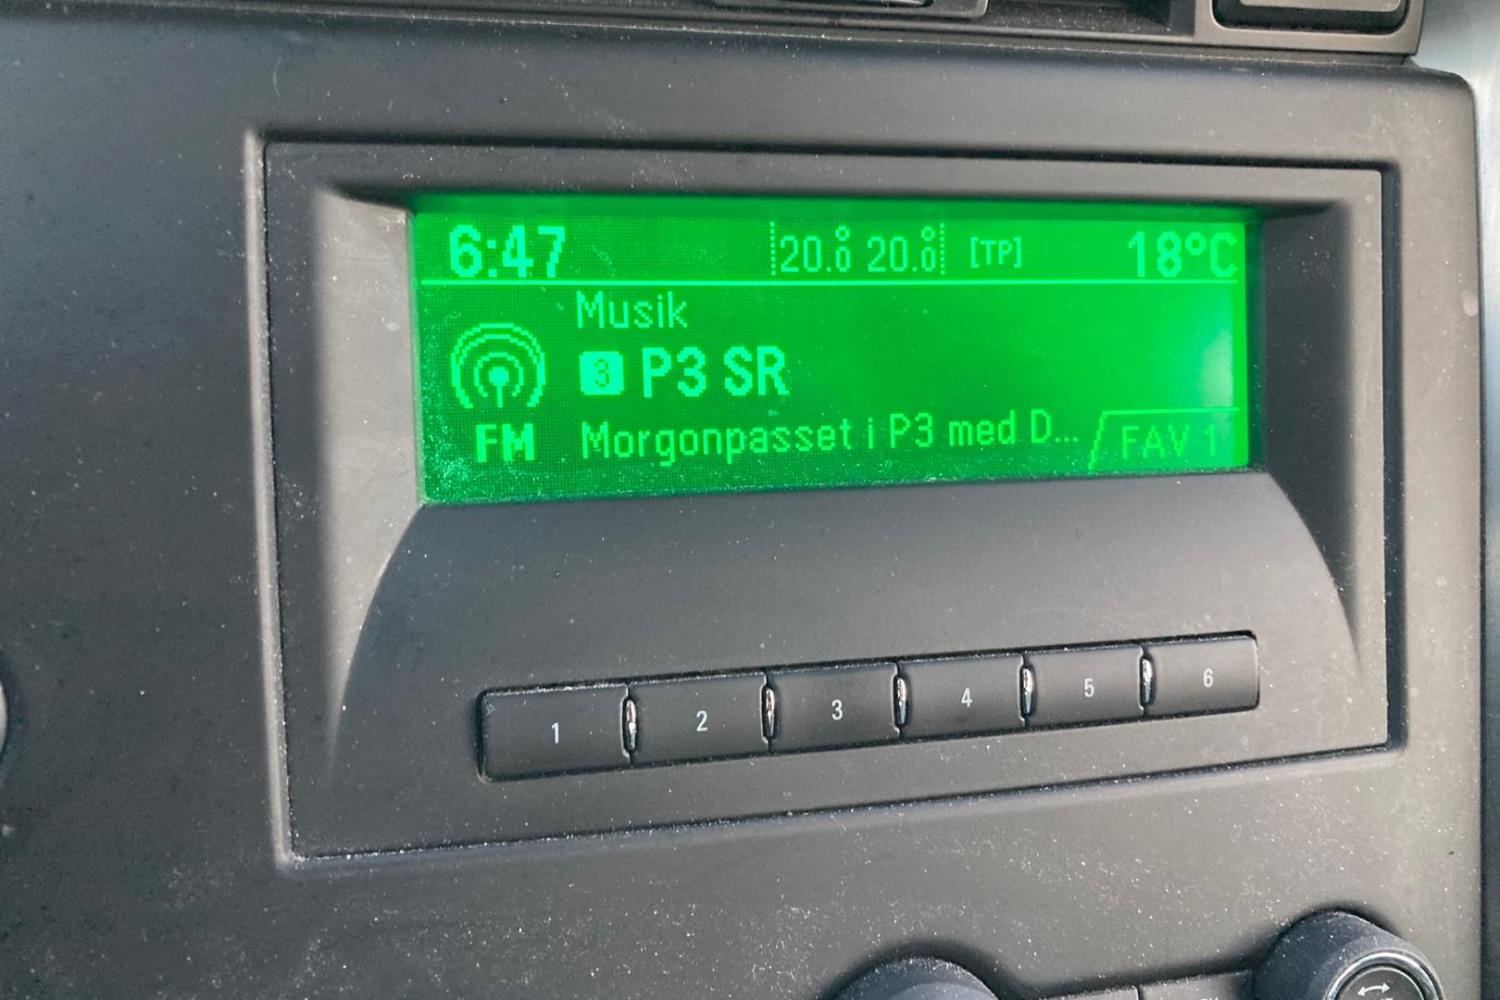 6:47 20.0° 20.0° [TP] 18°C
Musik
3 P3 SR
FM Morgonpasset i P3 med D... FAV 1
1 2 3 4 5 6